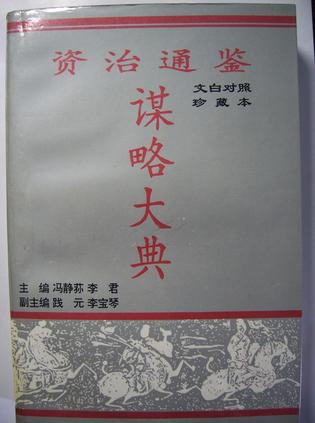 资治通鉴
文白对照
珍藏本
谋略大典
主编 冯静荪 李君
副主编 践元 李宝琴